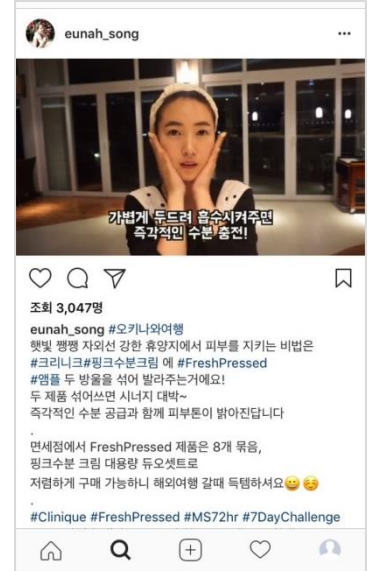 eunah_song
가볍게 두드려 흡수시켜주면
즉각적인 수분 충전!
조회 3,047명
eunah_song #오키나와여행
햇빛 쨍쨍 자외선 강한 휴양지에서 피부를 지키는 비법은
#크리니크#핑크수분크림 에 #FreshPressed
#앰플 두 방울을 섞어 발라주는거에요!
두 제품 섞어쓰면 시너지 대박~
즉각적인 수분 공급과 함께 피부톤이 밝아진답니다
.
면세점에서 FreshPressed 제품은 8개 묶음,
핑크수분 크림 대용량 듀오셋트로
저렴하게 구매 가능하니 해외여행 갈때 득템하셔요😀☺️
.
#Clinique #FreshPressed #MS72hr #7DayChallenge